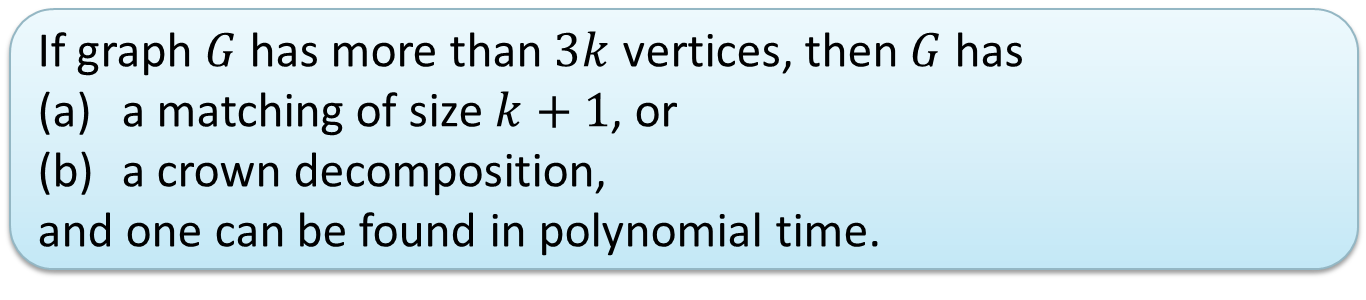 If graph G has more than 3k vertices, then G has
(a) a matching of size k + 1, or
(b) a crown decomposition,
and one can be found in polynomial time.